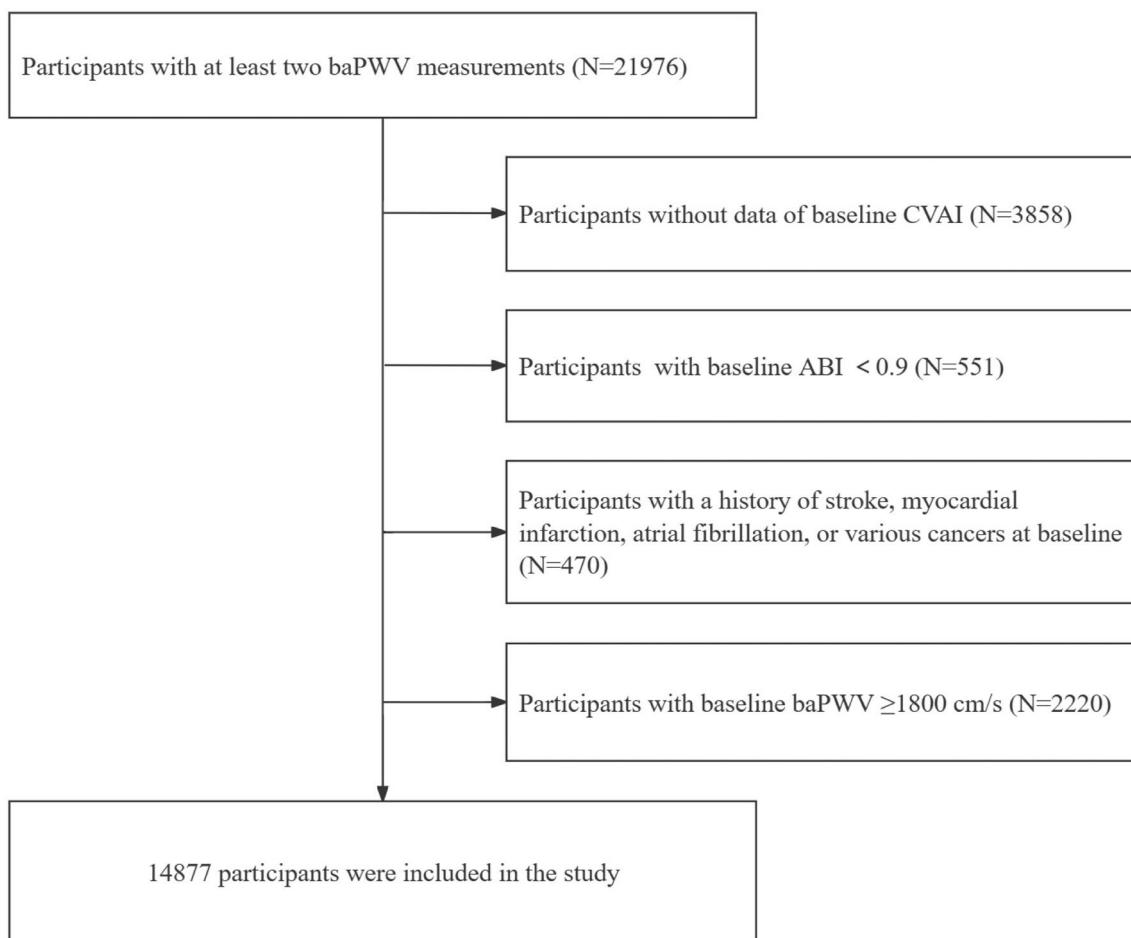 Participants with at least two baPWV measurements (N=21976)
Participants without data of baseline CVAI (N=3858)
Participants  with baseline ABI  < 0.9 (N=551)
Participants with a history of stroke, myocardial
infarction, atrial fibrillation, or various cancers at baseline
(N=470)
Participants with baseline baPWV ≥1800 cm/s (N=2220)
14877 participants were included in the study